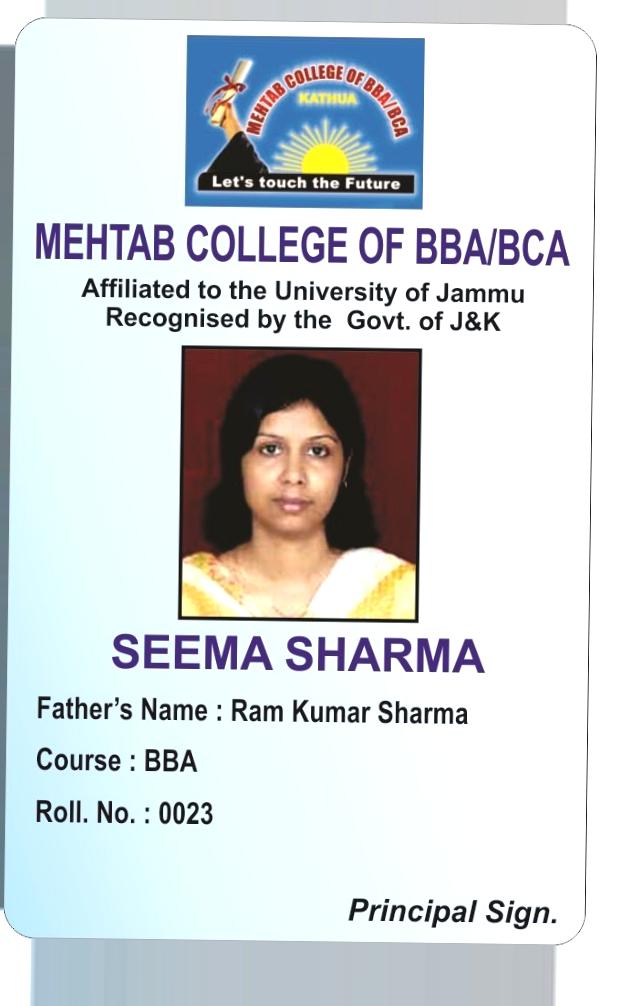 MEHTAB COLLEGE OF BBA/BCA
KATHUA
Let's touch the Future
MEHTAB COLLEGE OF BBA/BCA
Affiliated to the University of Jammu
Recognised by the Govt. of J&K
SEEMA SHARMA
Father's Name : Ram Kumar Sharma
Course : BBA
Roll. No. : 0023
Principal Sign.